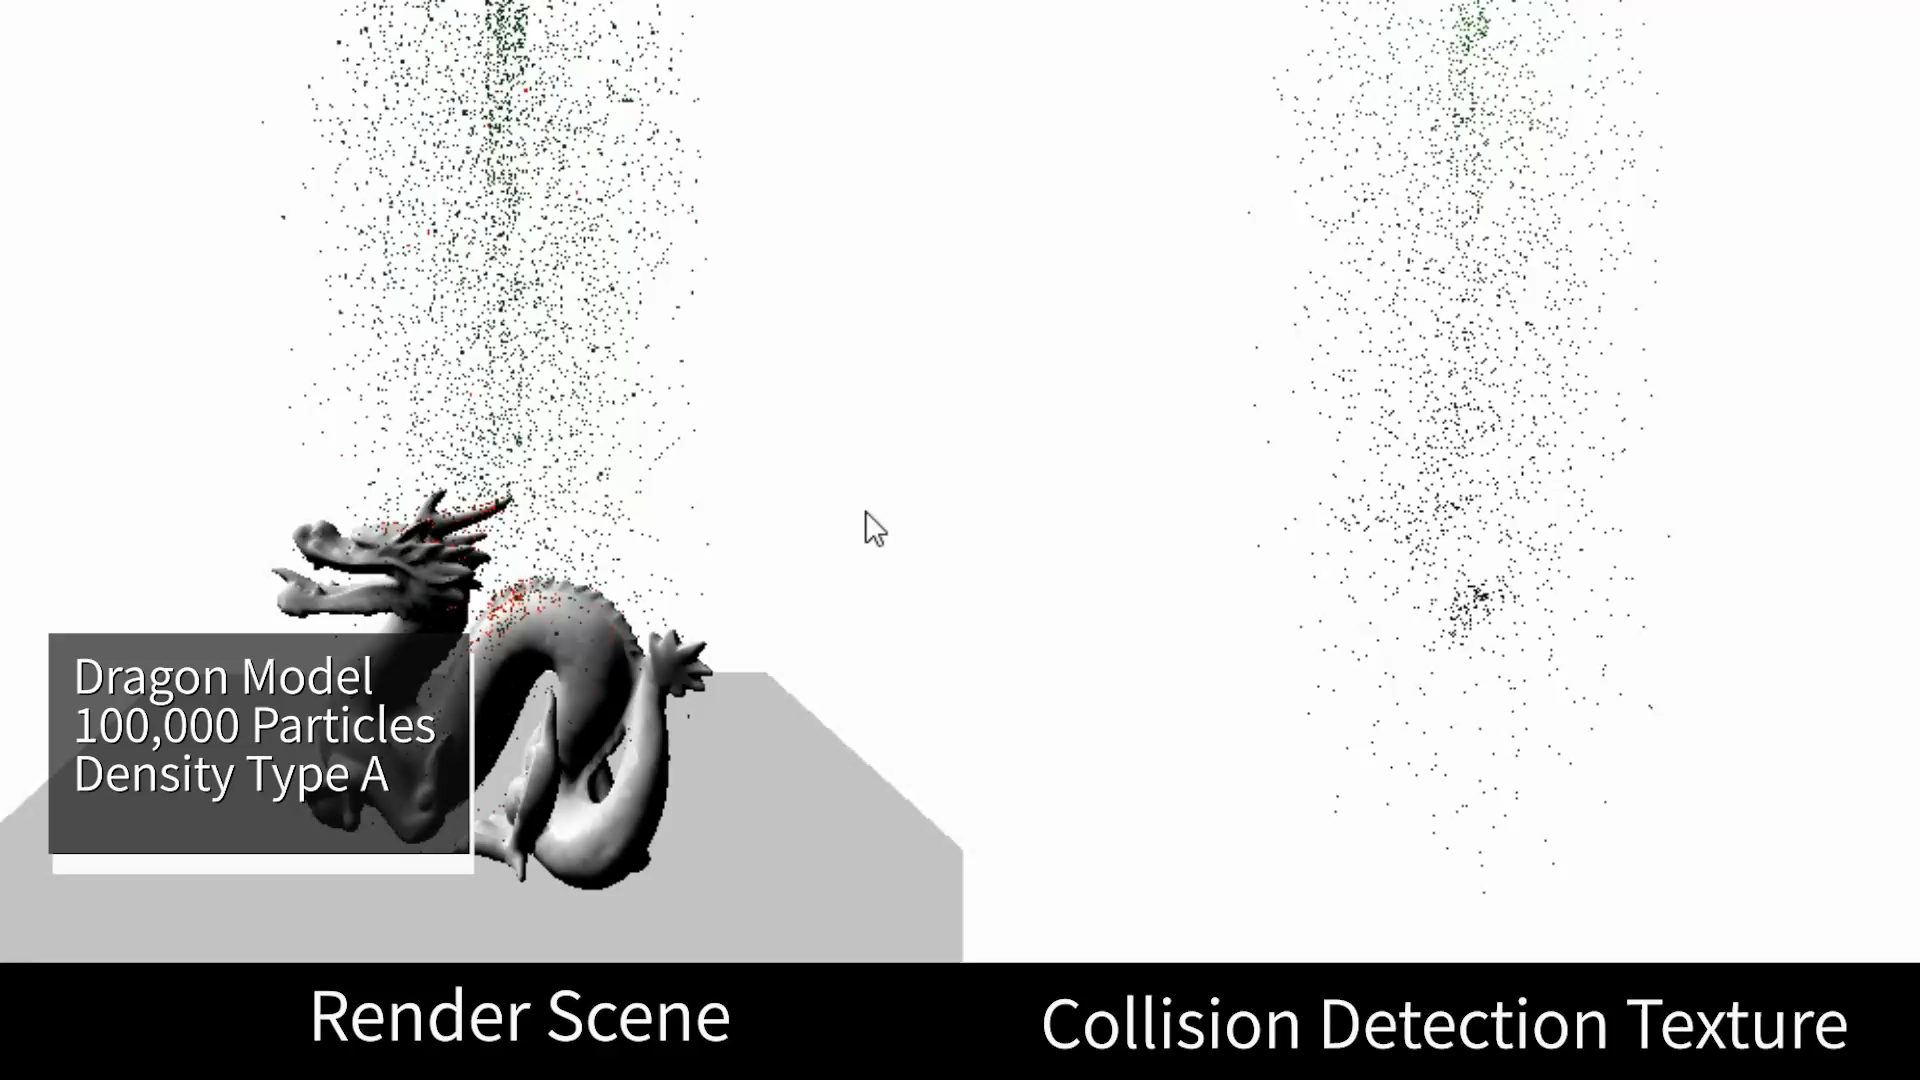 Dragon Model
100,000 Particles
Density Type A
Render Scene
Collision Detection Texture